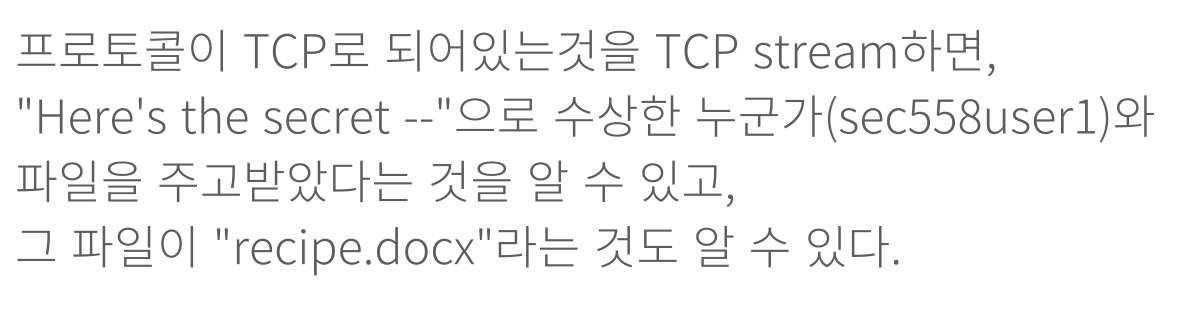 프로토콜이 TCP로 되어있는것을 TCP stream하면,
"Here's the secret --"으로 수상한 누군가(sec558user1)와
파일을 주고받았다는 것을 알 수 있고,
그 파일이 "recipe.docx"라는 것도 알 수 있다.